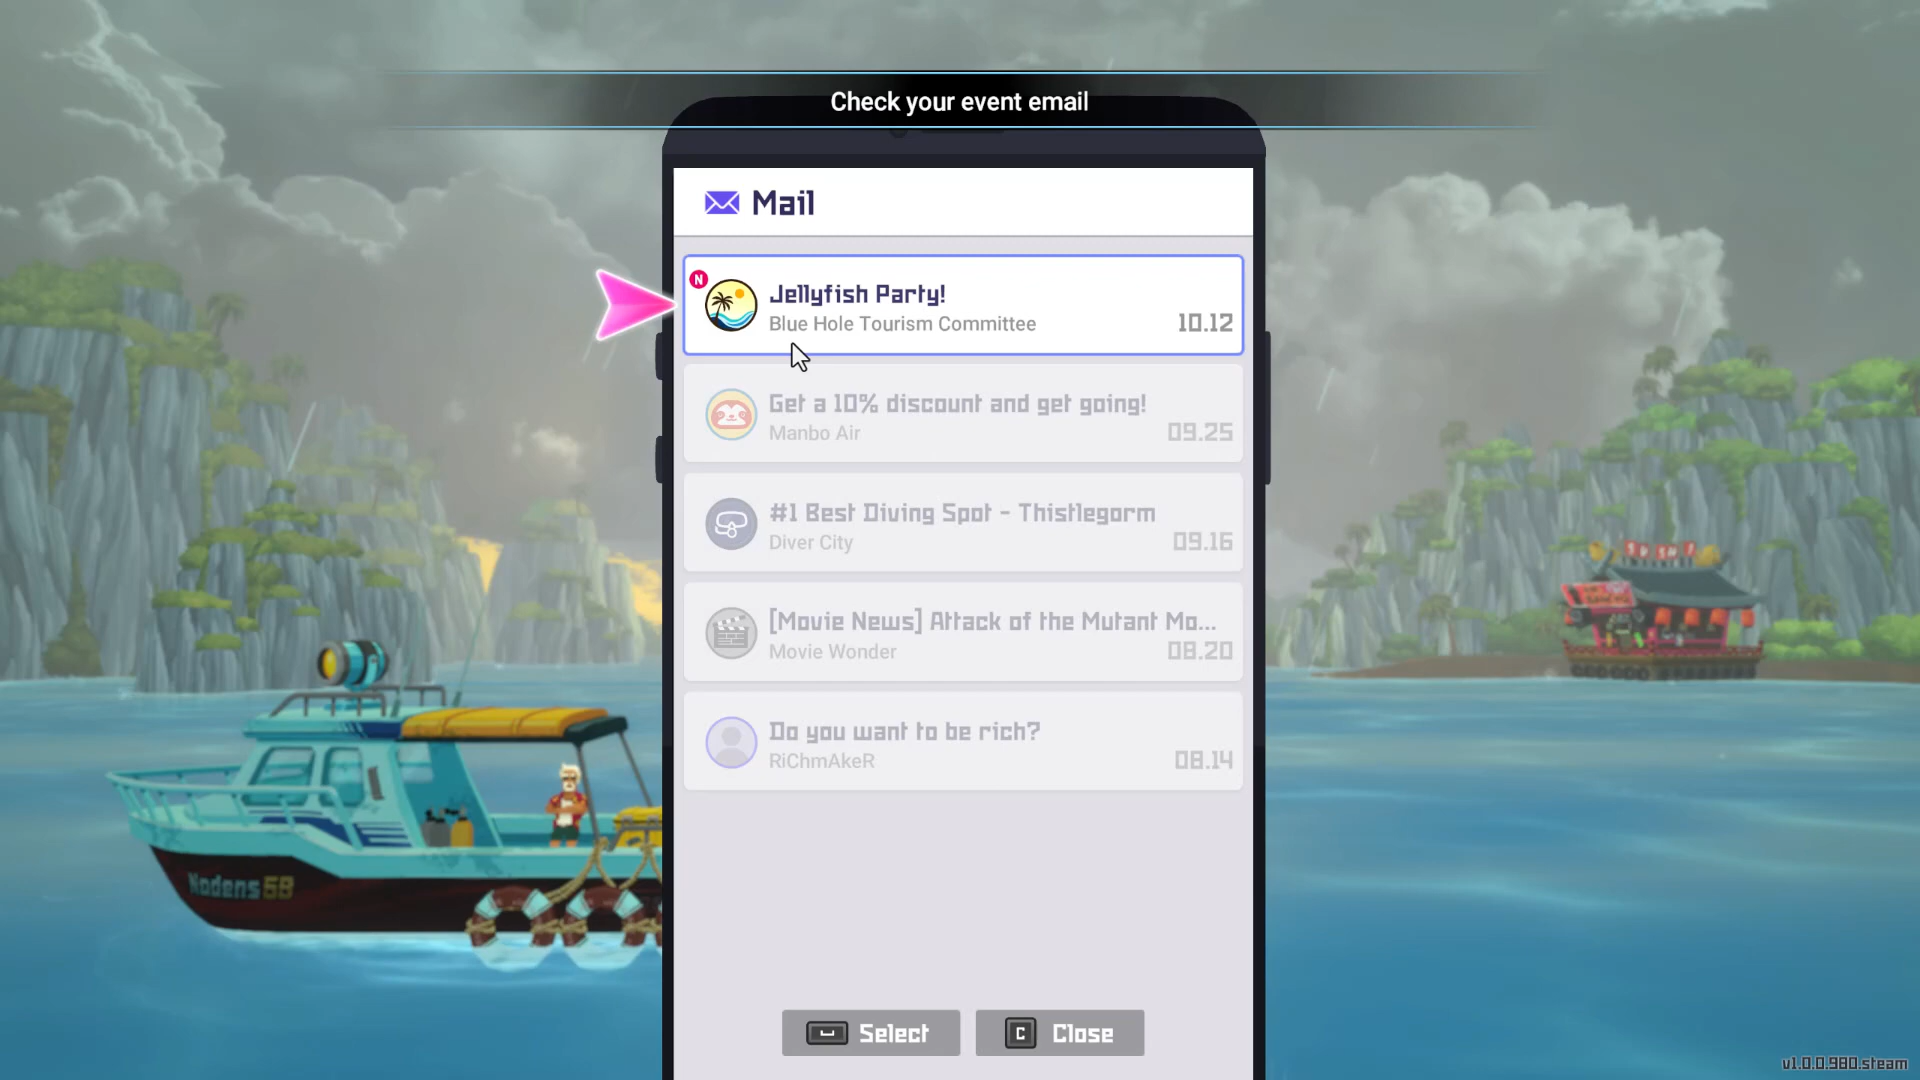 Check your event email
Mail
N
Jellyfish Party!
Blue Hole Tourism Committee
10.12
Get a 10% discount and get going!
Manbo Air
09.25
#1 Best Diving Spot - Thistlegorm
Diver City
09.16
[Movie News] Attack of the Mutant Mo...
Movie Wonder
08.20
Do you want to be rich?
RiChmAkeR
08.14
SUSHI
Nodens68
Select
C Close
v1.0.0.980.steam